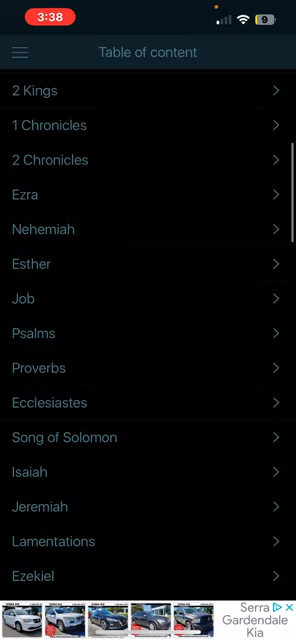 3:38
9
Table of content
2 Kings
1 Chronicles
2 Chronicles
Ezra
Nehemiah
Esther
Job
Psalms
Proverbs
Ecclesiastes
Song of Solomon
Isaiah
Jeremiah
Lamentations
Ezekiel
Serra
Gardendale
Kia